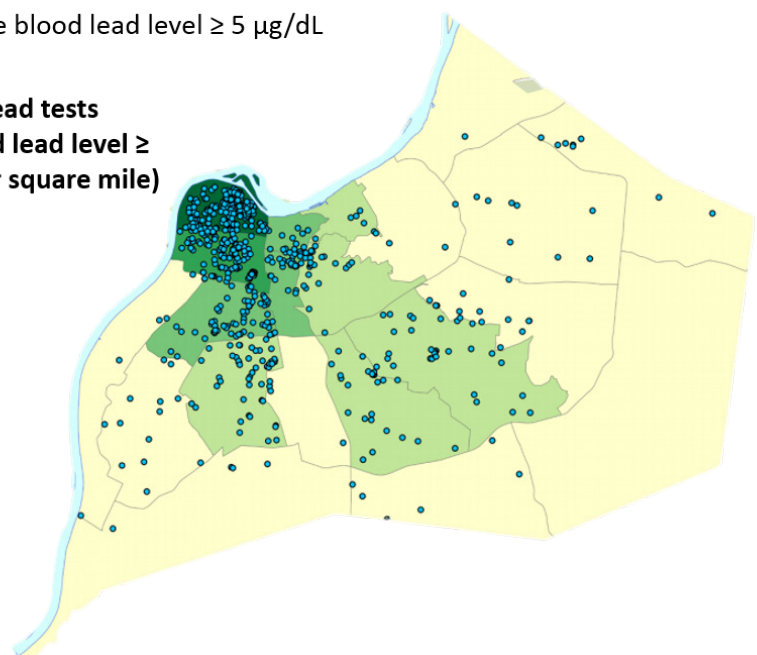 e blood lead level ≥ 5 µg/dL
ead tests
d lead level ≥
r square mile)